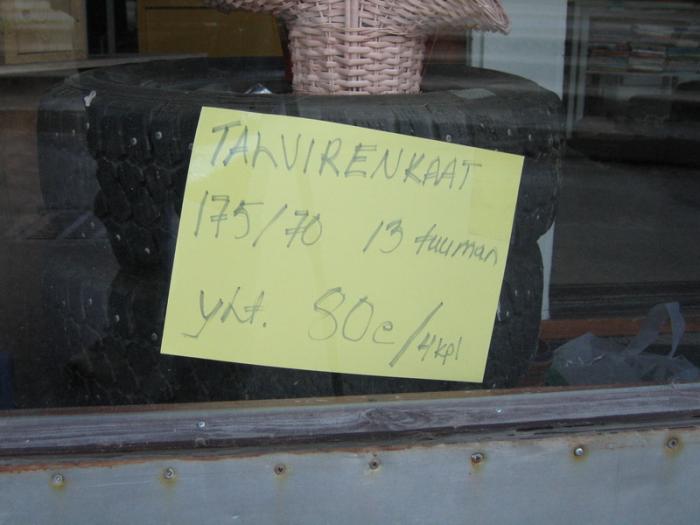 TALVIRENKAAT
175/70 13 tuuman
yht. 80e/4kpl